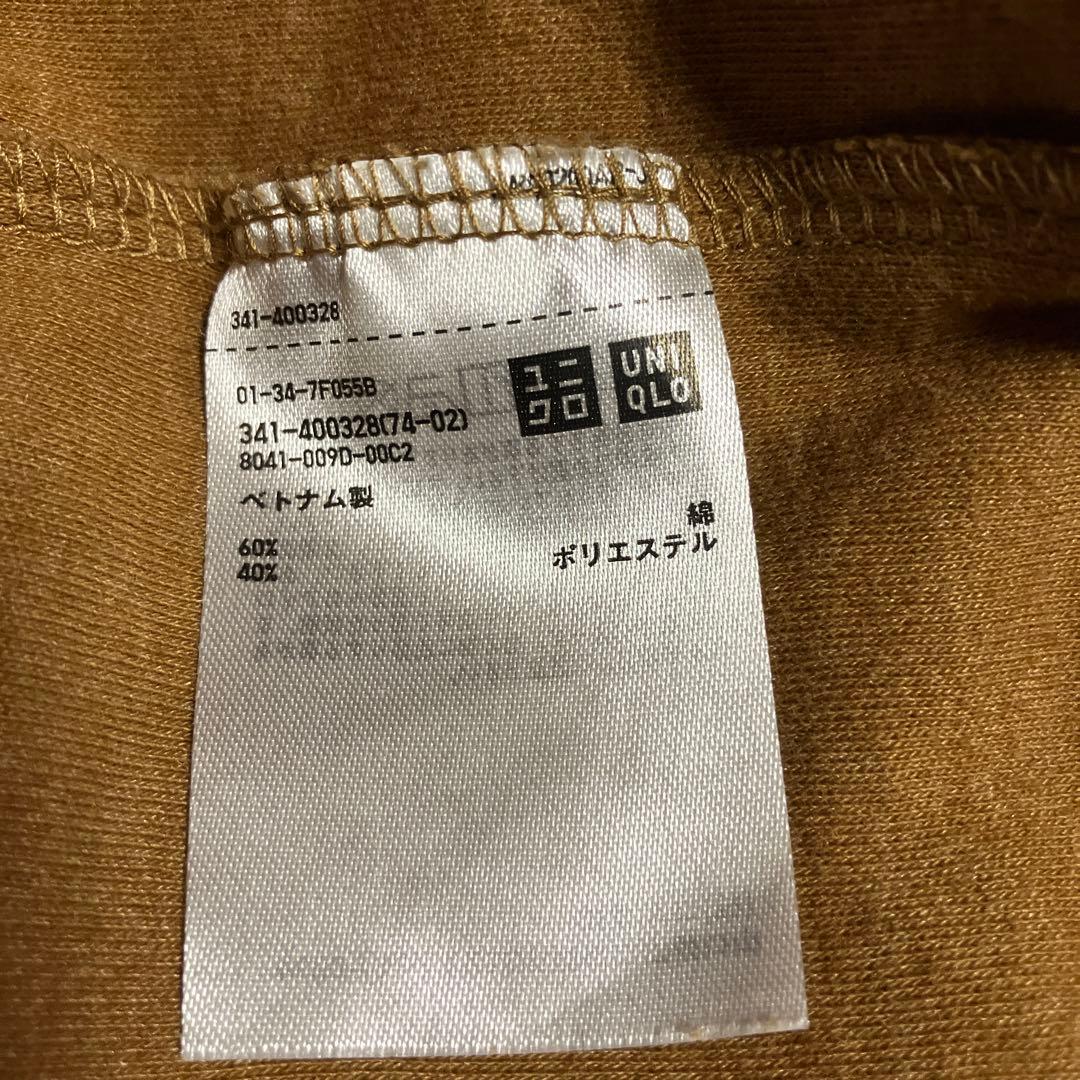 341-400328
01-34-7F055B
ユニクロ
UNIQLO
341-400328(74-02)
8041-009D-00C2
ベトナム製
綿 60%
ポリエステル 40%